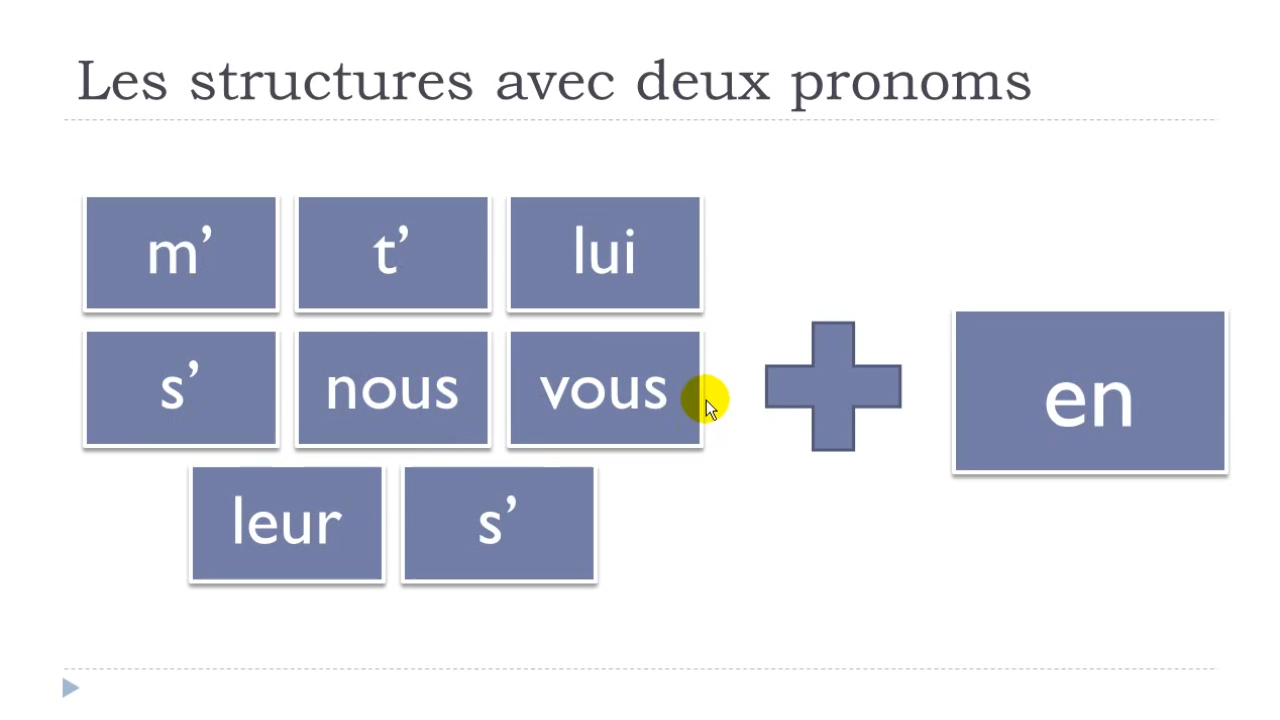 Les structures avec deux pronoms
m’ t’ lui
s’ nous vous
en
leur s’